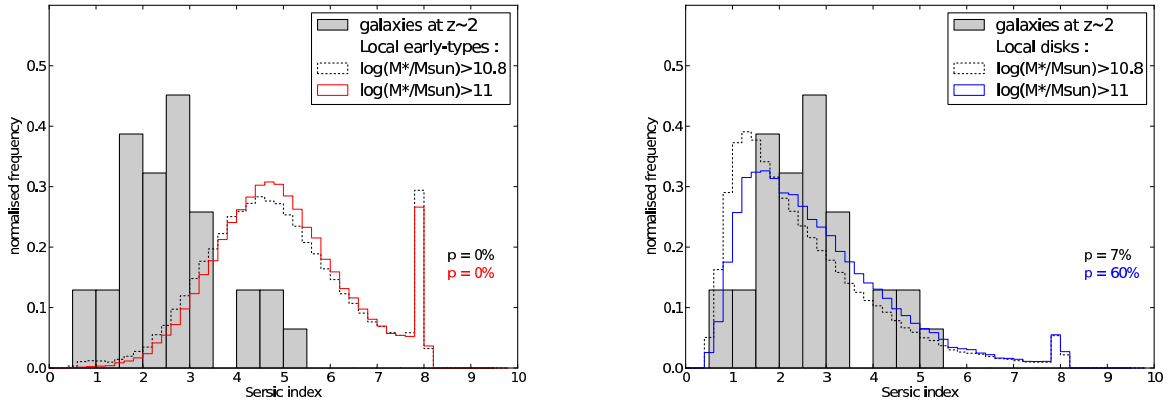 galaxies at z~2
Local early-types :
log(M*/Msun)>10.8
log(M*/Msun)>11
normalised frequency
0.5
0.4
0.3
0.2
0.1
0.0
p = 0%
p = 0%
0 1 2 3 4 5 6 7 8 9 10
Sersic index
galaxies at z~2
Local disks :
log(M*/Msun)>10.8
log(M*/Msun)>11
normalised frequency
0.5
0.4
0.3
0.2
0.1
0.0
p = 7%
p = 60%
0 1 2 3 4 5 6 7 8 9 10
Sersic index